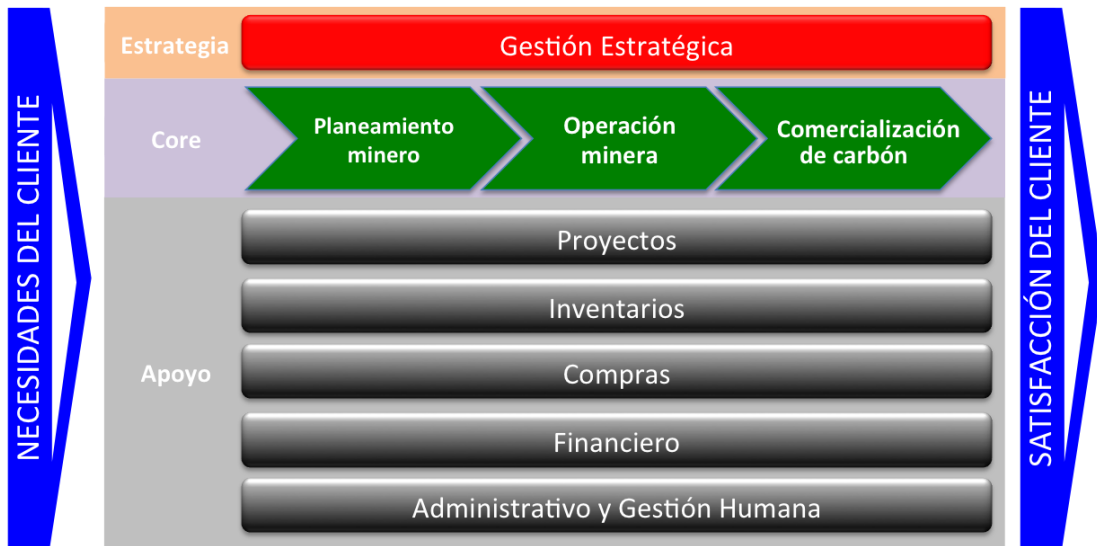 NECESIDADES DEL CLIENTE
Estrategia
Gestión Estratégica
Core
Planeamiento
minero
Operación
minera
Comercialización
de carbón
Apoyo
Proyectos
Inventarios
Compras
Financiero
Administrativo y Gestión Humana
SATISFACCIÓN DEL CLIENTE